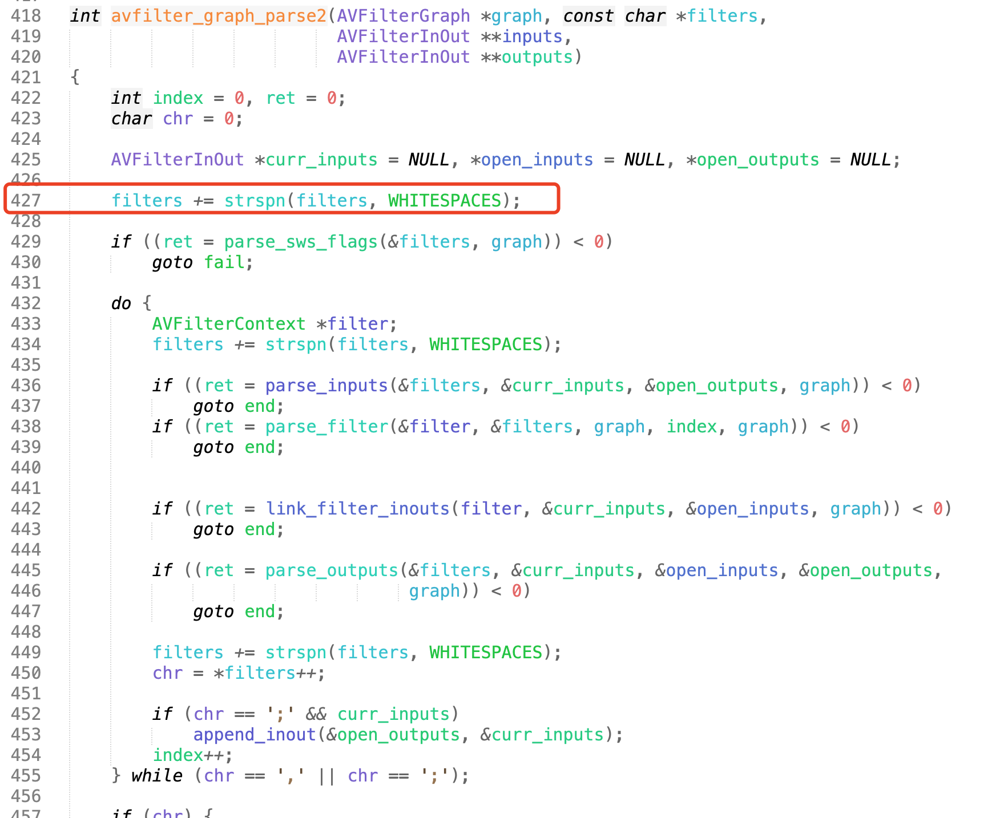 418 int avfilter_graph_parse2(AVFilterGraph *graph, const char *filters,
419 AVFilterInOut **inputs,
420 AVFilterInOut **outputs)
421 {
422 int index = 0, ret = 0;
423 char chr = 0;
424
425 AVFilterInOut *curr_inputs = NULL, *open_inputs = NULL, *open_outputs = NULL;
426
427 filters += strspn(filters, WHITESPACES);
428
429 if ((ret = parse_sws_flags(&filters, graph)) < 0)
430 goto fail;
431
432 do {
433 AVFilterContext *filter;
434 filters += strspn(filters, WHITESPACES);
435
436 if ((ret = parse_inputs(&filters, &curr_inputs, &open_outputs, graph)) < 0)
437 goto end;
438 if ((ret = parse_filter(&filter, &filters, graph, index, graph)) < 0)
439 goto end;
440
441
442 if ((ret = link_filter_inouts(filter, &curr_inputs, &open_inputs, graph)) < 0)
443 goto end;
444
445 if ((ret = parse_outputs(&filters, &curr_inputs, &open_inputs, &open_outputs,
446 graph)) < 0)
447 goto end;
448
449 filters += strspn(filters, WHITESPACES);
450 chr = *filters++;
451
452 if (chr == ';' && curr_inputs)
453 append_inout(&open_outputs, &curr_inputs);
454 index++;
455 } while (chr == ',' || chr == ';');
456
457 if (chr) {